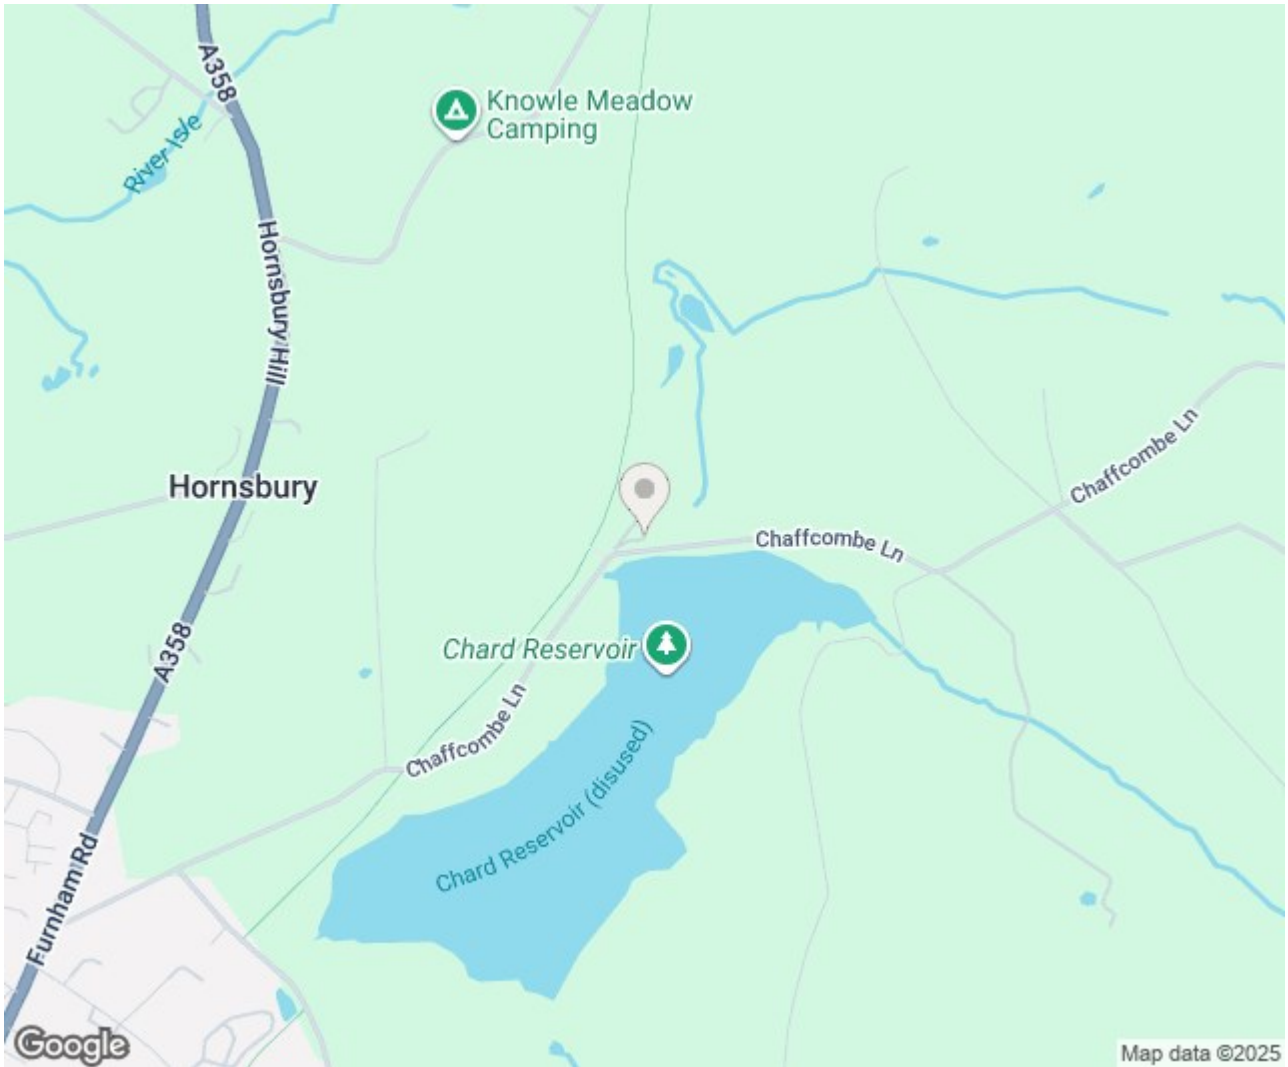 A358
Knowle Meadow
Camping
River Isle
Hornsbury Hill
Chaffcombe Ln
Hornsbury
Chaffcombe Ln
A358
Chard Reservoir
Chaffcombe Ln
Chard Reservoir (disused)
Furnham Rd
Google
Map data ©2025